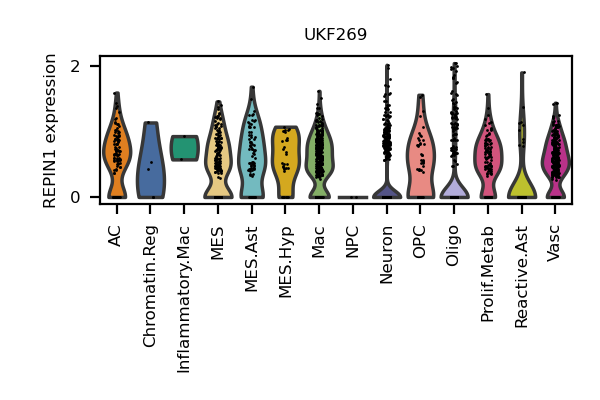 UKF269
REPIN1 expression
2
0
AC
Chromatin.Reg
Inflammatory.Mac
MES
MES.Ast
MES.Hyp
Mac
NPC
Neuron
OPC
Oligo
Prolif.Metab
Reactive.Ast
Vasc